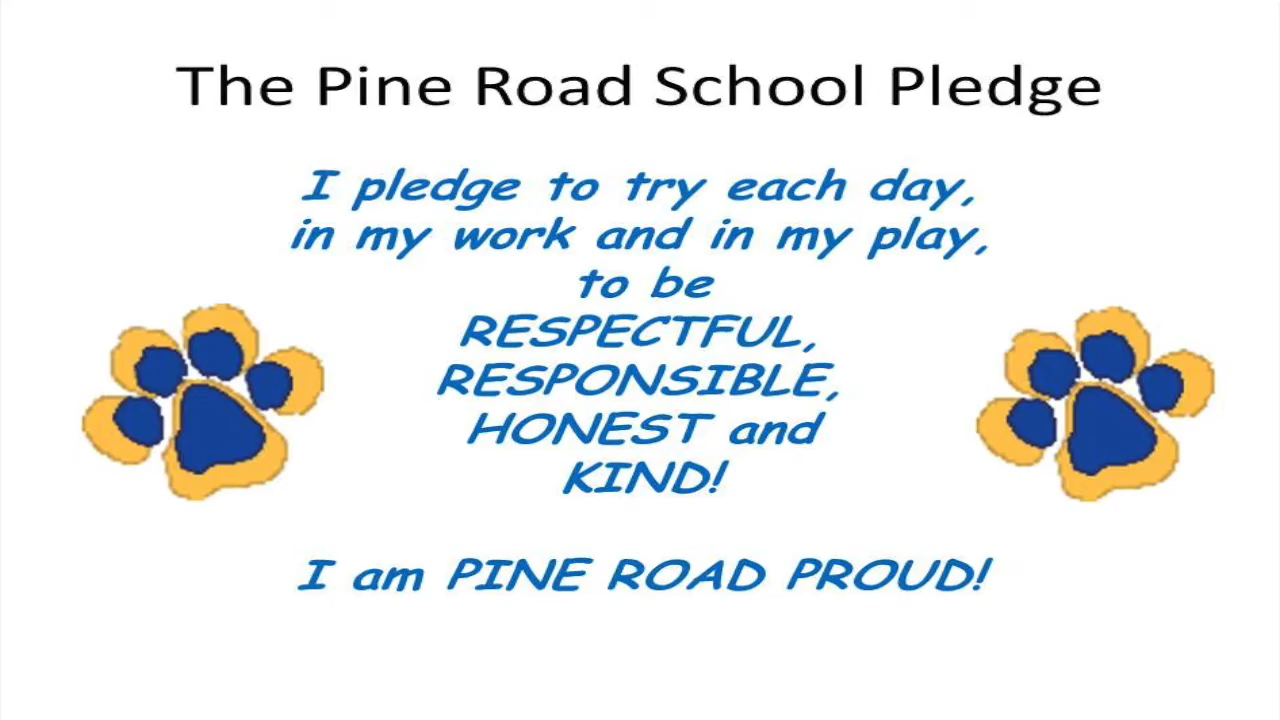 The Pine Road School Pledge
I pledge to try each day,
in my work and in my play,
to be
RESPECTFUL,
RESPONSIBLE,
HONEST and
KIND!
I am PINE ROAD PROUD!